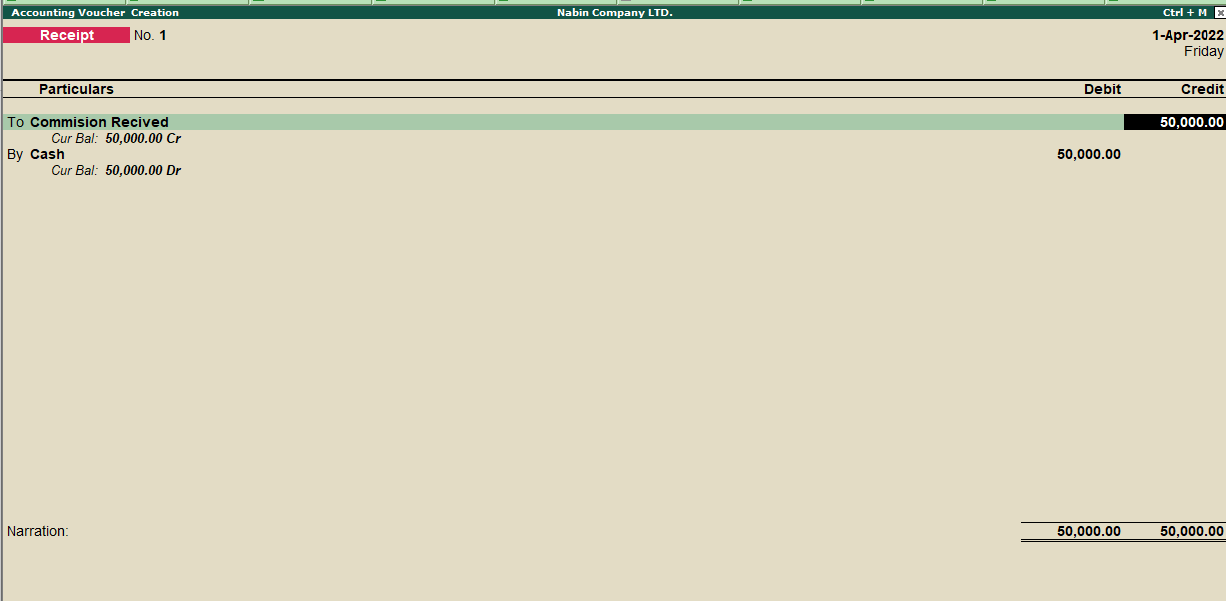 Accounting Voucher Creation Nabin Company LTD. Ctrl + M
Receipt No. 1 1-Apr-2022
Friday
Particulars Debit Credit
To Commision Recived 50,000.00
Cur Bal: 50,000.00 Cr
By Cash 50,000.00
Cur Bal: 50,000.00 Dr
Narration: 50,000.00 50,000.00